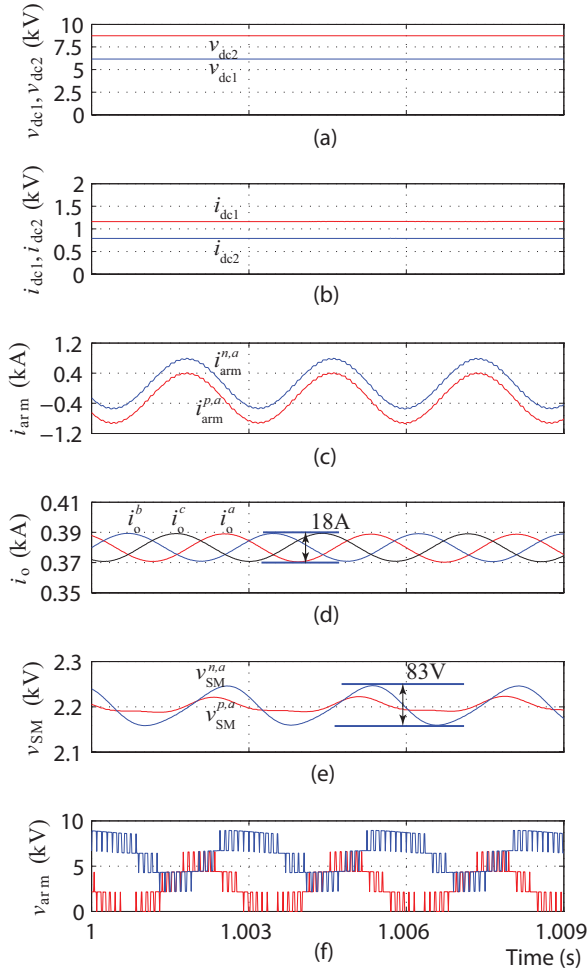 v_dc1, v_dc2 (kV)
10
7.5
5
2.5
0
v_dc2
v_dc1
(a)
i_dc1, i_dc2 (kV)
2
1.5
1
0.5
0
i_dc1
i_dc2
(b)
i_arm (kA)
1.2
0.4
−0.4
−1.2
i_arm^n,a
i_arm^p,a
(c)
i_o (kA)
0.41
0.39
0.37
0.35
i_o^b i_o^c i_o^a
18A
(d)
v_SM (kV)
2.3
2.2
2.1
v_SM^n,a
v_SM^p,a
83V
(e)
v_arm (kV)
10
5
0
1 1.003 1.006 1.009
(f)
Time (s)